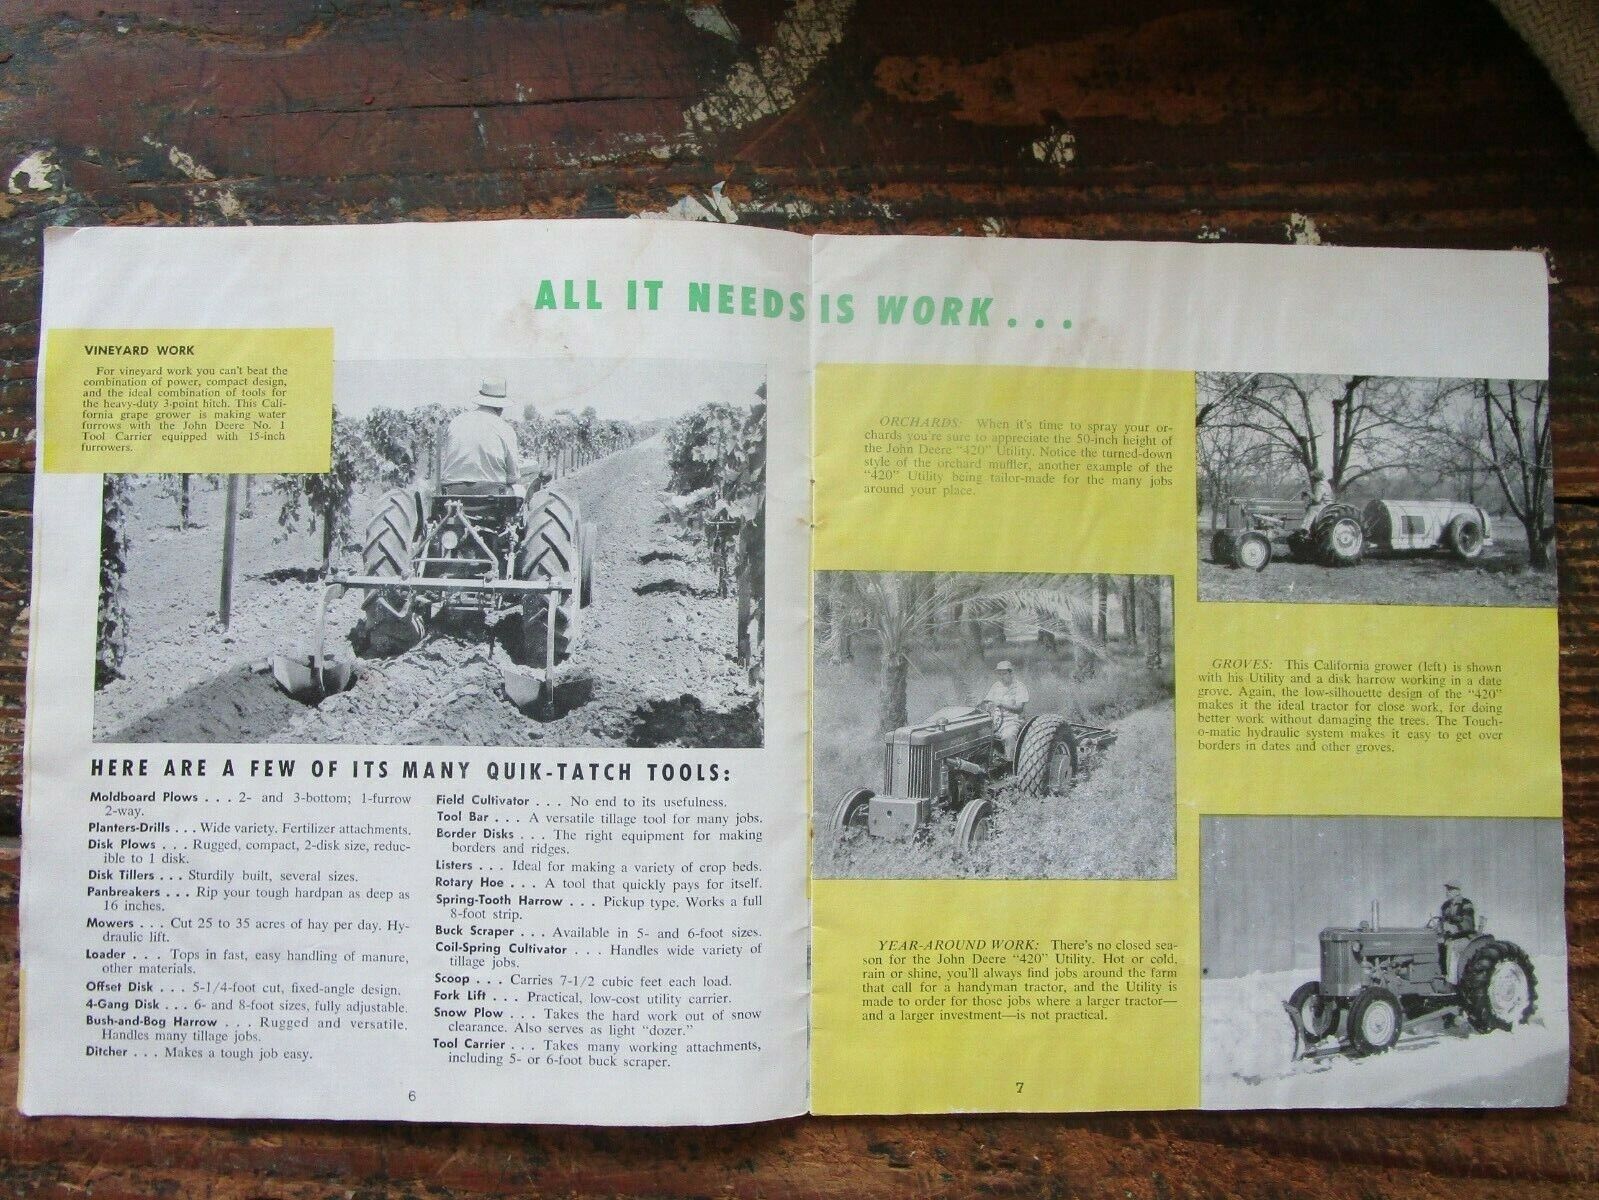 ALL IT NEEDS IS WORK...
VINEYARD WORK
For vineyard work you can't beat the
combination of power, compact design,
and the ideal combination of tools for
the heavy-duty 3-point hitch. This Cali-
fornia grape grower is making water
furrows with the John Deere No. 1
Tool Carrier equipped with 15-inch
furrowers.
HERE ARE A FEW OF ITS MANY QUIK-TATCH TOOLS:
Moldboard Plows . . . 2- and 3-bottom; 1-furrow
2-way.
Planters-Drills . . . Wide variety. Fertilizer attachments.
Disk Plows . . . Rugged, compact, 2-disk size, reduc-
ible to 1 disk.
Disk Tillers . . . Sturdily built, several sizes.
Panbreakers . . . Rip your tough hardpan as deep as
16 inches.
Mowers . . . Cut 25 to 35 acres of hay per day. Hy-
draulic lift.
Loader . . . Tops in fast, easy handling of manure,
other materials.
Offset Disk . . . 5-1/4-foot cut, fixed-angle design.
4-Gang Disk . . . 6- and 8-foot sizes, fully adjustable.
Bush-and-Bog Harrow . . . Rugged and versatile.
Handles many tillage jobs.
Ditcher . . . Makes a tough job easy.
Field Cultivator . . . No end to its usefulness.
Tool Bar . . . A versatile tillage tool for many jobs.
Border Disks . . . The right equipment for making
borders and ridges.
Listers . . . Ideal for making a variety of crop beds.
Rotary Hoe . . . A tool that quickly pays for itself.
Spring-Tooth Harrow . . . Pickup type. Works a full
8-foot strip.
Buck Scraper . . . Available in 5- and 6-foot sizes.
Coil-Spring Cultivator . . . Handles wide variety of
tillage jobs.
Scoop . . . Carries 7-1/2 cubic feet each load.
Fork Lift . . . Practical, low-cost utility carrier.
Snow Plow . . . Takes the hard work out of snow
clearance. Also serves as light "dozer."
Tool Carrier . . . Takes many working attachments,
including 5- or 6-foot buck scraper.
6
ORCHARDS: When it's time to spray your or-
chards you're sure to appreciate the 50-inch height of
the John Deere "420" Utility. Notice the turned-down
style of the orchard muffler, another example of the
"420" Utility being tailor-made for the many jobs
around your place.
GROVES: This California grower (left) is shown
with his Utility and a disk harrow working in a date
grove. Again, the low-silhouette design of the "420"
makes it the ideal tractor for close work, for doing
better work without damaging the trees. The Touch-
o-matic hydraulic system makes it easy to get over
borders in dates and other groves.
YEAR-AROUND WORK: There's no closed sea-
son for the John Deere "420" Utility. Hot or cold,
rain or shine, you'll always find jobs around the farm
that call for a handyman tractor, and the Utility is
made to order for those jobs where a larger tractor—
and a larger investment—is not practical.
7